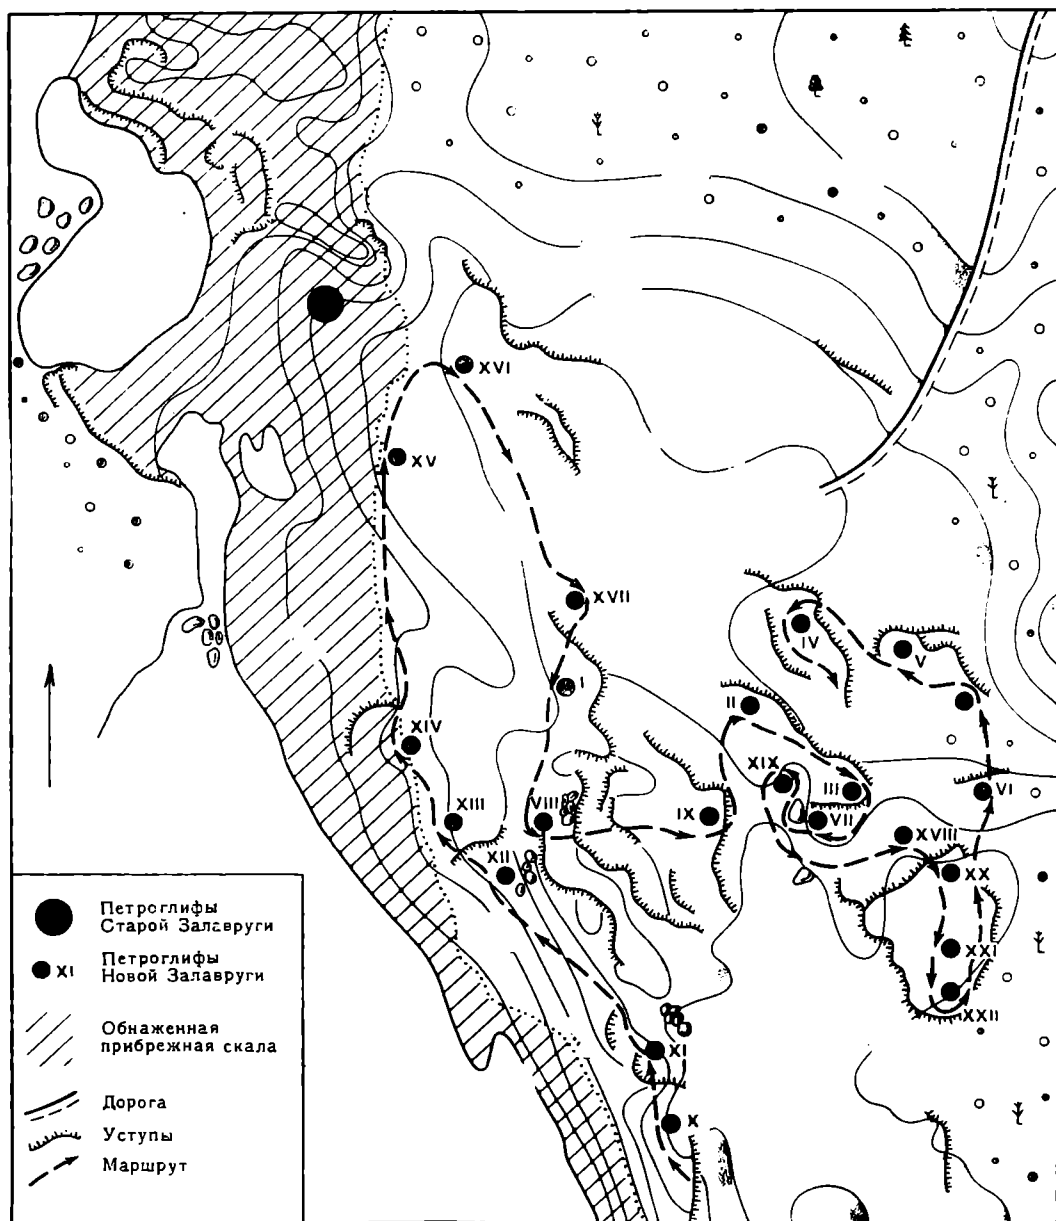 XVI
XV
XVII
IV
V
I
II
XIV
XIX
III
VI
XIII
VIII
IX
VII
XVIII
XII
XX
XXI
XXII
XI
X
Петроглифы
Старой Залавруги
XI
Петроглифы
Новой Залавруги
Обнаженная
прибрежная скала
Дорога
Уступы
Маршрут